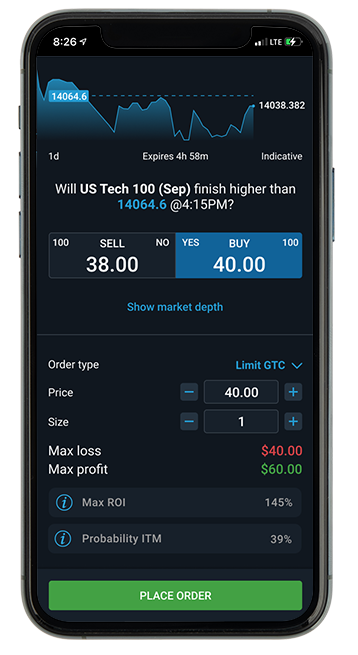 8:26 LTE
14064.6
14038.382
1d Expires 4h 58m Indicative
Will US Tech 100 (Sep) finish higher than
14064.6 @4:15PM?
100 SELL NO YES BUY 100
38.00 40.00
Show market depth
Order type Limit GTC
Price − 40.00 +
Size − 1 +
Max loss $40.00
Max profit $60.00
i Max ROI 145%
i Probability ITM 39%
PLACE ORDER